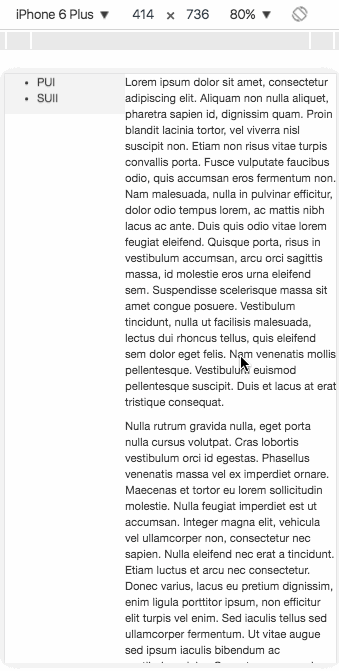 iPhone 6 Plus ▼ 414 × 736 80% ▼
• PUI
• SUII
Lorem ipsum dolor sit amet, consectetur
adipiscing elit. Aliquam non nulla aliquet,
pharetra sapien id, dignissim quam. Proin
blandit lacinia tortor, vel viverra nisl
suscipit non. Etiam non risus vitae turpis
convallis porta. Fusce vulputate faucibus
odio, quis accumsan eros fermentum non.
Nam malesuada, nulla in pulvinar efficitur,
dolor odio tempus lorem, ac mattis nibh
lacus ac ante. Duis quis odio vitae lorem
feugiat eleifend. Quisque porta, risus in
vestibulum accumsan, arcu orci sagittis
massa, id molestie eros urna eleifend
sem. Suspendisse scelerisque massa sit
amet congue posuere. Vestibulum
tincidunt, nulla ut facilisis malesuada,
lectus dui rhoncus tellus, quis eleifend
sem dolor eget felis. Nam venenatis mollis
pellentesque. Vestibulum euismod
pellentesque suscipit. Duis et lacus at erat
tristique consequat.
Nulla rutrum gravida nulla, eget porta
nulla cursus volutpat. Cras lobortis
vestibulum orci id egestas. Phasellus
venenatis massa vel ex imperdiet ornare.
Maecenas et tortor eu lorem sollicitudin
molestie. Nulla feugiat imperdiet est ut
accumsan. Integer magna elit, vehicula
vel ullamcorper non, consectetur nec
sapien. Nulla eleifend nec erat a tincidunt.
Etiam luctus et arcu nec consectetur.
Donec varius, lacus eu pretium dignissim,
enim ligula porttitor ipsum, non efficitur
elit turpis vel enim. Sed iaculis tellus sed
ullamcorper fermentum. Ut vitae augue
sed ipsum iaculis bibendum ac